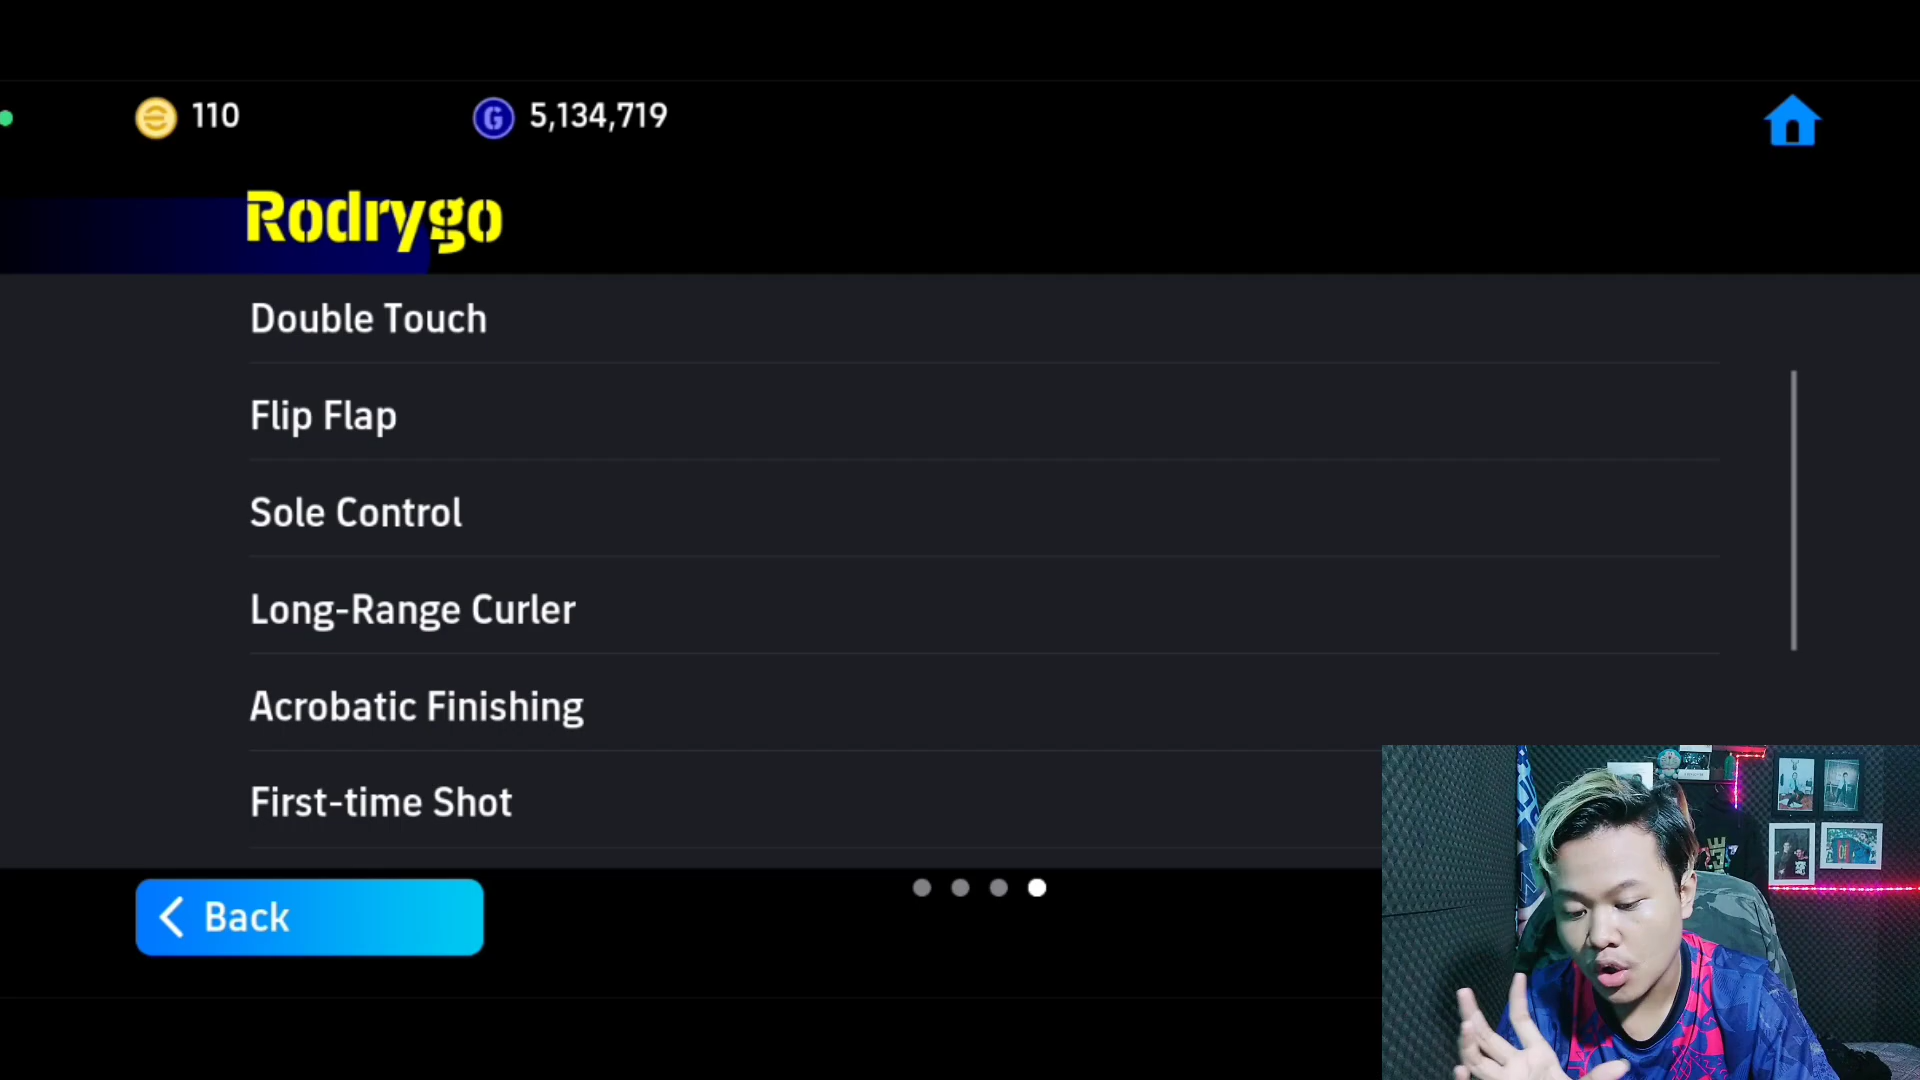 110
5,134,719
Rodrygo
Double Touch
Flip Flap
Sole Control
Long-Range Curler
Acrobatic Finishing
First-time Shot
Back